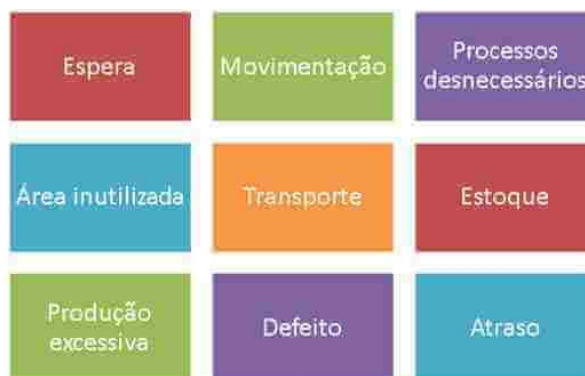 Espera
Movimentação
Processos
desnecessários
Área inutilizada
Transporte
Estoque
Produção
excessiva
Defeito
Atraso